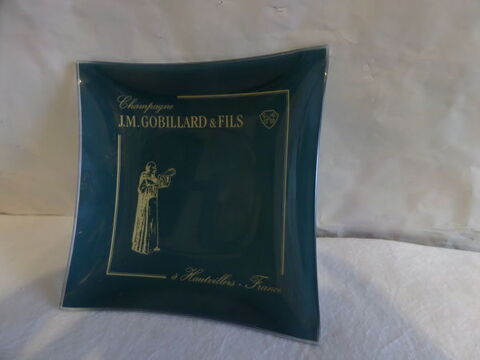 Champagne
J.M. GOBILLARD & FILS
à Hautvillers - France